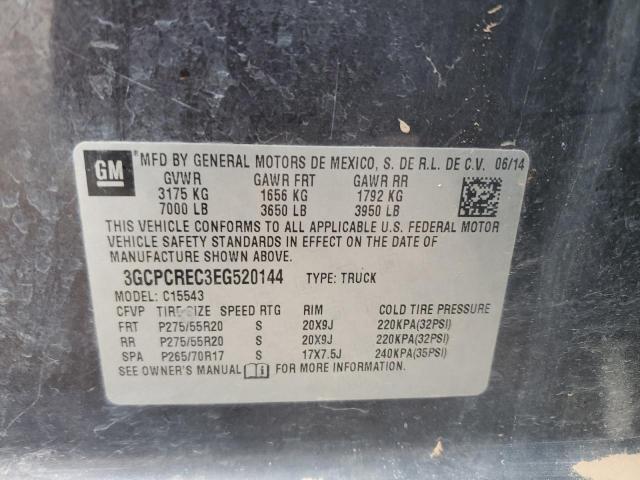 GM
MFD BY GENERAL MOTORS DE MEXICO, S. DE R.L. DE C.V. 06/14
GVWR GAWR FRT GAWR RR
3175 KG 1656 KG 1792 KG
7000 LB 3650 LB 3950 LB
THIS VEHICLE CONFORMS TO ALL APPLICABLE U.S. FEDERAL MOTOR
VEHICLE SAFETY STANDARDS IN EFFECT ON THE DATE OF
MANUFACTURE SHOWN ABOVE.
3GCPCREC3EG520144 TYPE: TRUCK
MODEL: C15543
CFVP TIRE-SIZE SPEED RTG RIM COLD TIRE PRESSURE
FRT P275/55R20 S 20X9J 220KPA(32PSI)
RR P275/55R20 S 20X9J 220KPA(32PSI)
SPA P265/70R17 S 17X7.5J 240KPA(35PSI)
SEE OWNER'S MANUAL FOR MORE INFORMATION.